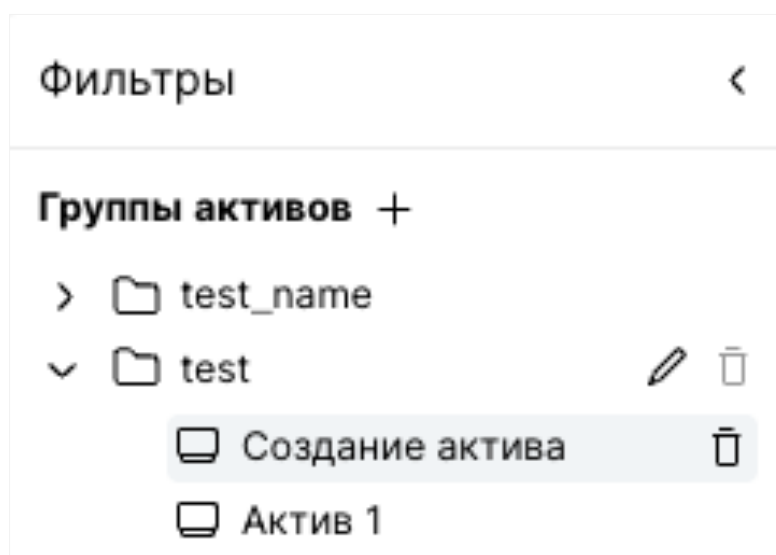 Фильтры
Группы активов
test_name
test
Создание актива
Актив 1